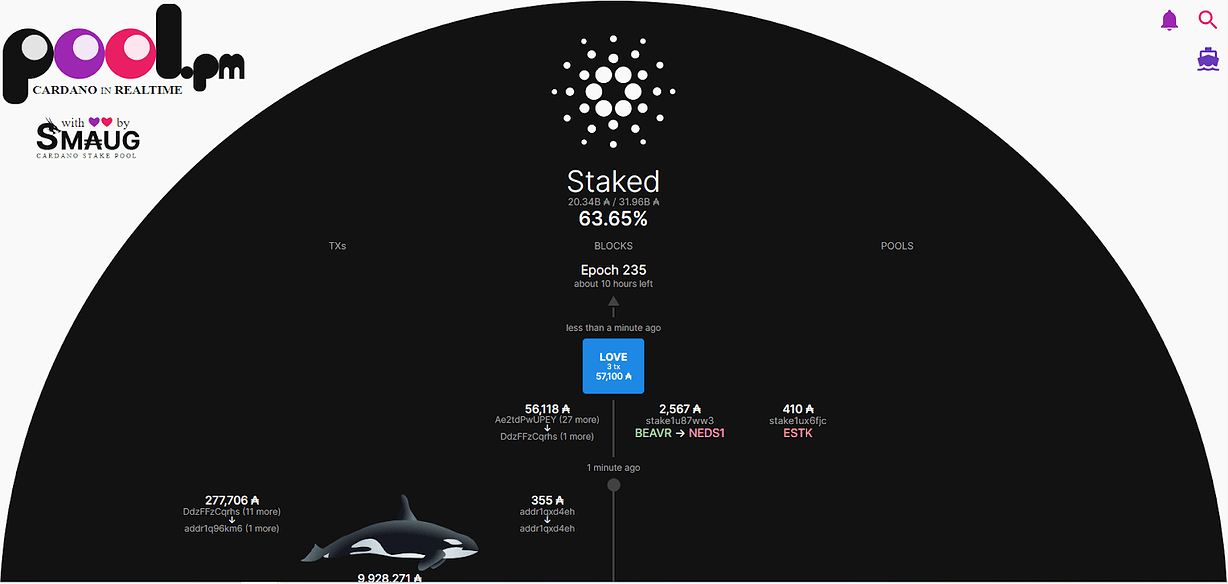 pool.pm
CARDANO IN REALTIME
with by
SM₳UG
CARDANO STAKE POOL
Staked
20.34B ₳ / 31.96B ₳
63.65%
TXs
BLOCKS
POOLS
Epoch 235
about 10 hours left
less than a minute ago
LOVE
3 tx
57,100 ₳
56,118 ₳
Ae2tdPwUPEY (27 more)
↓
DdzFFzCqrhs (1 more)
2,567 ₳
stake1u87ww3
BEAVR → NEDS1
410 ₳
stake1ux6fjc
ESTK
1 minute ago
277,706 ₳
DdzFFzCqrhs (11 more)
↓
addr1q96km6 (1 more)
355 ₳
addr1qxd4eh
↓
addr1qxd4eh
9,928,271 ₳